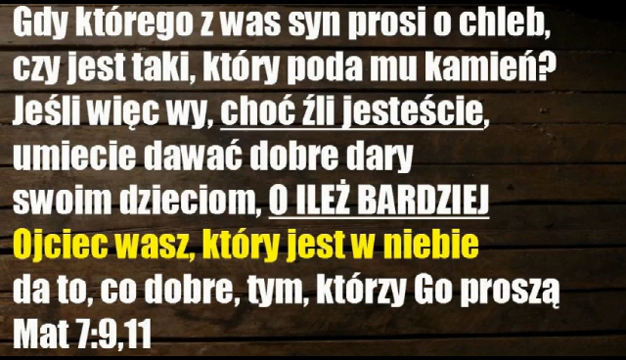 Gdy którego z was syn prosi o chleb,
czy jest taki, który poda mu kamień?
Jeśli więc wy, choć źli jesteście,
umiecie dawać dobre dary
swoim dzieciom, O ILEŻ BARDZIEJ
Ojciec wasz, który jest w niebie
da to, co dobre, tym, którzy Go proszą
Mat 7:9,11